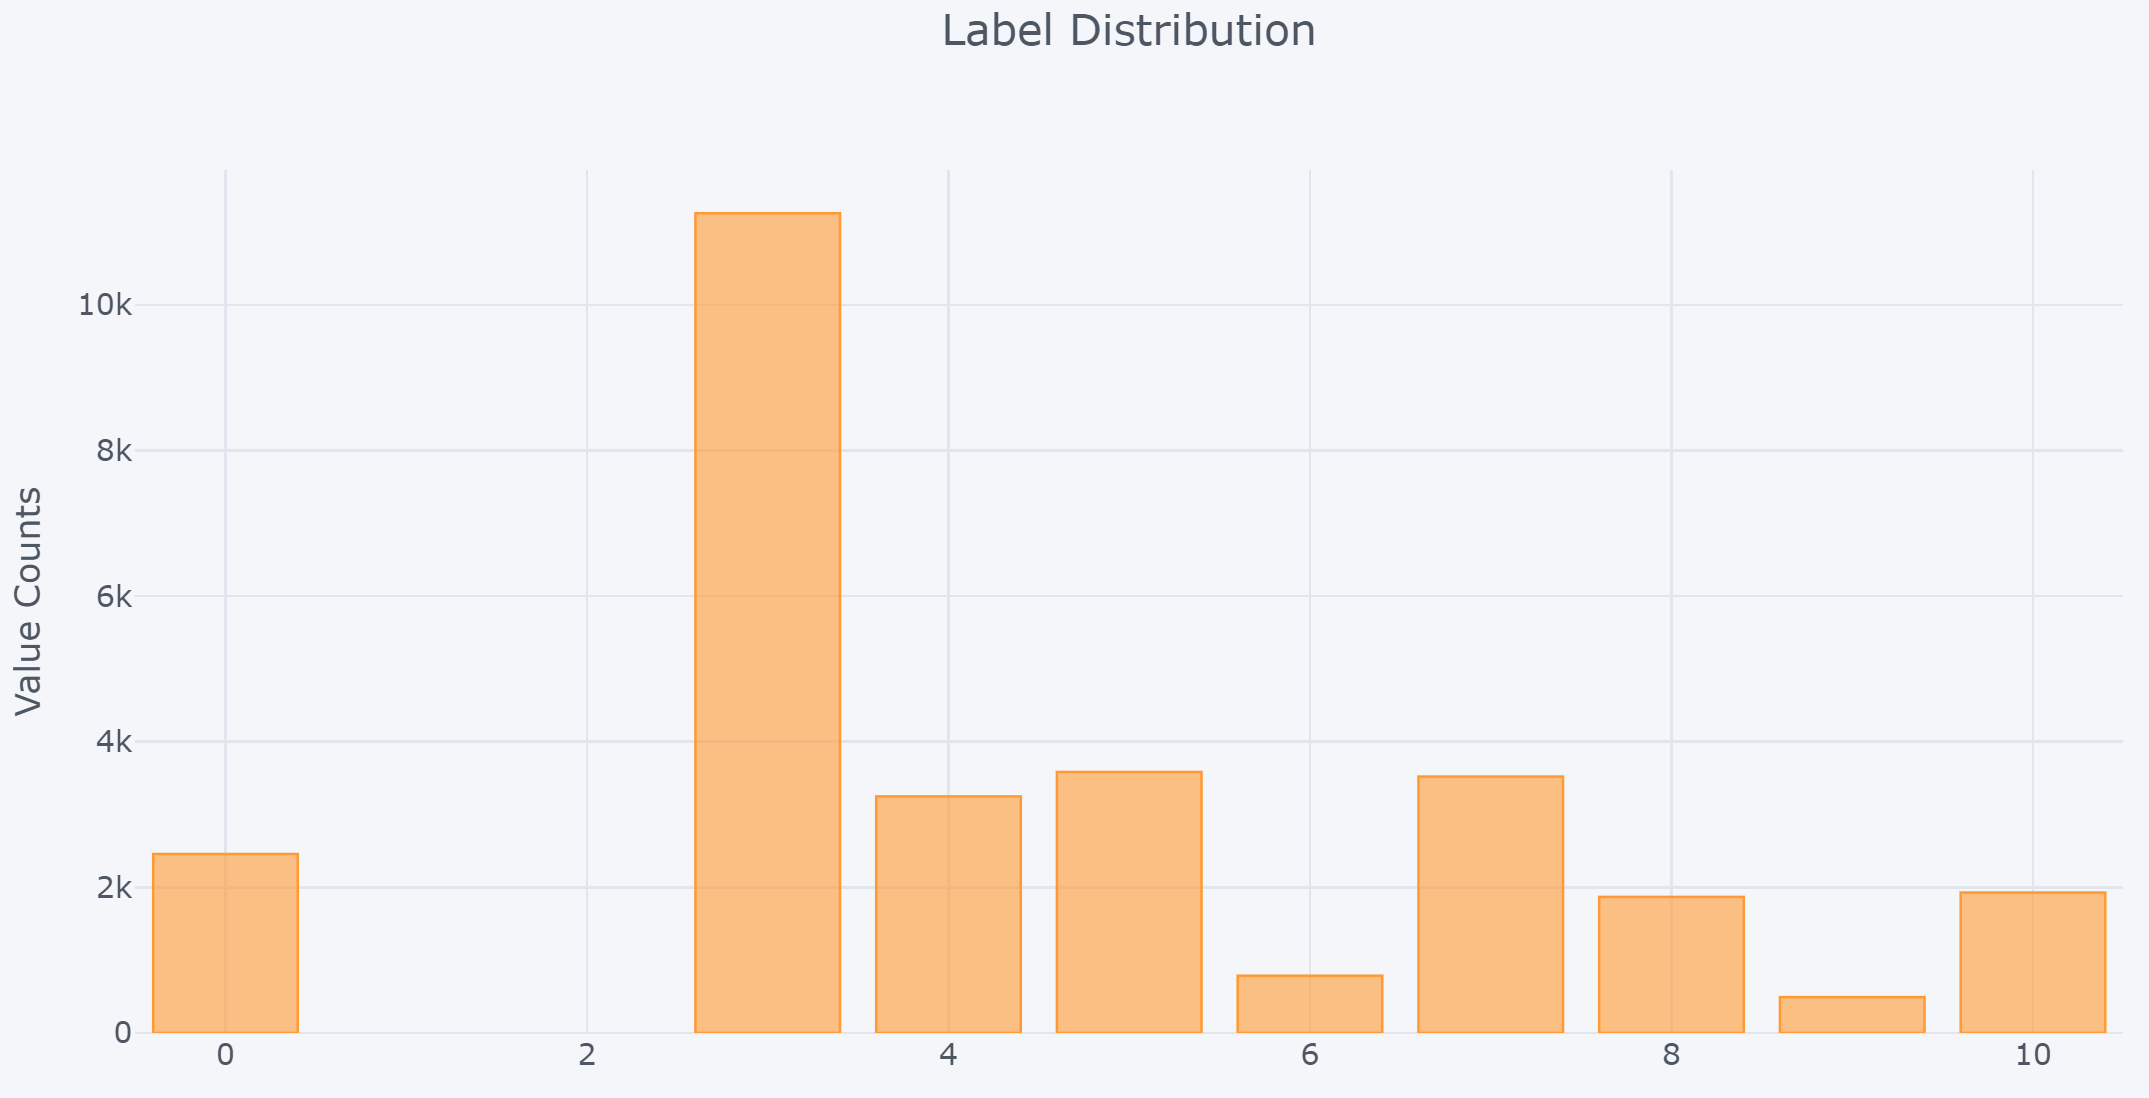 Label Distribution
Value Counts
10k
8k
6k
4k
2k
0
0 2 4 6 8 10